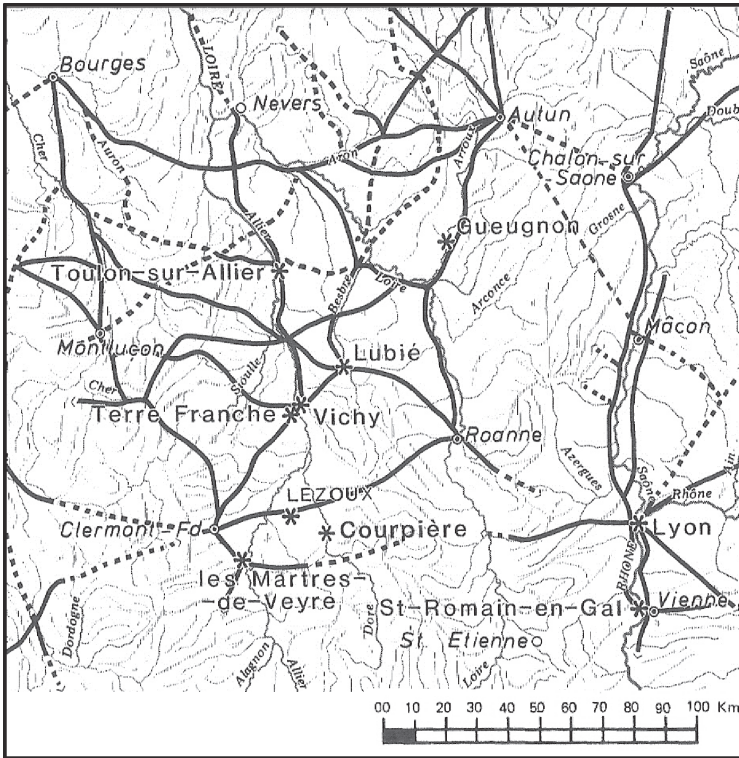 Bourges
LOIRE
Nevers
Saône
Doubs
Autun
Cher
Auron
Aron
Arroux
Chalon-sur
Saone
Grosne
Gueugnon
Allier
Toulon-sur-Allier
Besbre
Loire
Arconce
Mâcon
Montluçon
Lubié
Sioulle
Cher
Terre Franche
Vichy
Roanne
Azergues
Ain
LEZOUX
Saône
Rhône
Clermont-Fd
Courpière
Lyon
les Martres-
-de-Veyre
RHONE
St-Romain-en-Gal
Vienne
Dordogne
Dore
St Etienne
Alagnon
Allier
Loire
00 10 20 30 40 50 60 70 80 90 100 Km